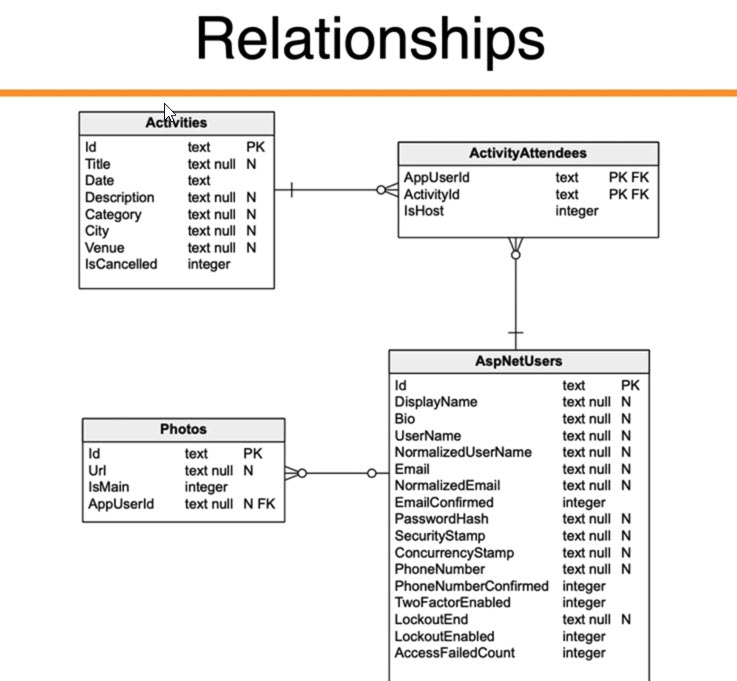 Relationships
Activities
Id text PK
Title text null N
Date text
Description text null N
Category text null N
City text null N
Venue text null N
IsCancelled integer
ActivityAttendees
AppUserId text PK FK
ActivityId text PK FK
IsHost integer
Photos
Id text PK
Url text null N
IsMain integer
AppUserId text null N FK
AspNetUsers
Id text PK
DisplayName text null N
Bio text null N
UserName text null N
NormalizedUserName text null N
Email text null N
NormalizedEmail text null N
EmailConfirmed integer
PasswordHash text null N
SecurityStamp text null N
ConcurrencyStamp text null N
PhoneNumber text null N
PhoneNumberConfirmed integer
TwoFactorEnabled integer
LockoutEnd text null N
LockoutEnabled integer
AccessFailedCount integer